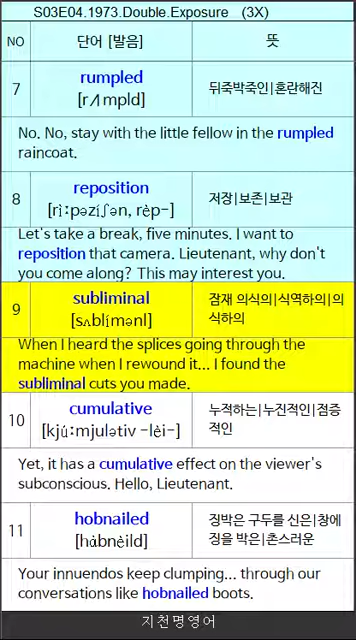 S03E04.1973.Double.Exposure (3X)
NO 단어 [발음] 뜻
7 rumpled [rʌ́mpld] 뒤죽박죽인|혼란해진
No. No, stay with the little fellow in the rumpled
raincoat.
8 reposition [rìːpəzíʃən, rèp-] 저장|보존|보관
Let's take a break, five minutes. I want to
reposition that camera. Lieutenant, why don't
you come along? This may interest you.
9 subliminal [sʌblímənl] 잠재 의식의|식역하의|의
식하의
When I heard the splices going through the
machine when I rewound it... I found the
subliminal cuts you made.
10 cumulative [kjúːmjulətiv -lèi-] 누적하는|누진적인|점증
적인
Yet, it has a cumulative effect on the viewer's
subconscious. Hello, Lieutenant.
11 hobnailed [hɑ́bnèild] 징박은 구두를 신은|창에
징을 박은|촌스러운
Your innuendos keep clumping... through our
conversations like hobnailed boots.
지천명영어